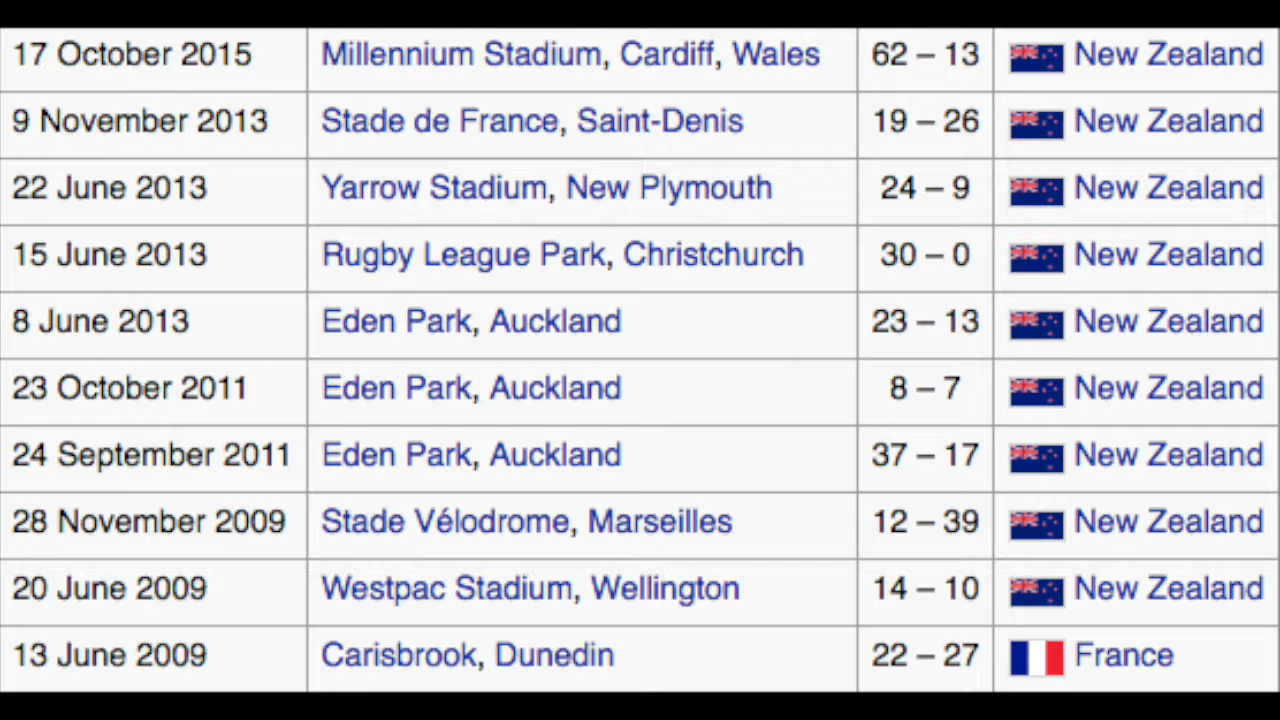 17 October 2015 Millennium Stadium, Cardiff, Wales 62 – 13 New Zealand
9 November 2013 Stade de France, Saint-Denis 19 – 26 New Zealand
22 June 2013 Yarrow Stadium, New Plymouth 24 – 9 New Zealand
15 June 2013 Rugby League Park, Christchurch 30 – 0 New Zealand
8 June 2013 Eden Park, Auckland 23 – 13 New Zealand
23 October 2011 Eden Park, Auckland 8 – 7 New Zealand
24 September 2011 Eden Park, Auckland 37 – 17 New Zealand
28 November 2009 Stade Vélodrome, Marseilles 12 – 39 New Zealand
20 June 2009 Westpac Stadium, Wellington 14 – 10 New Zealand
13 June 2009 Carisbrook, Dunedin 22 – 27 France